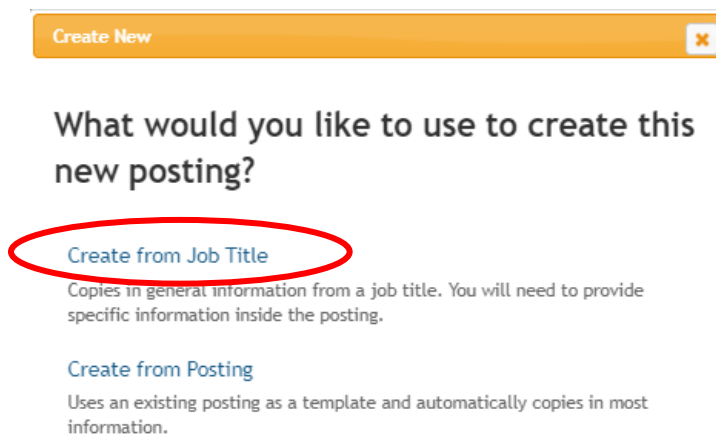 Create New
What would you like to use to create this
new posting?
Create from Job Title
Copies in general information from a job title. You will need to provide
specific information inside the posting.
Create from Posting
Uses an existing posting as a template and automatically copies in most
information.